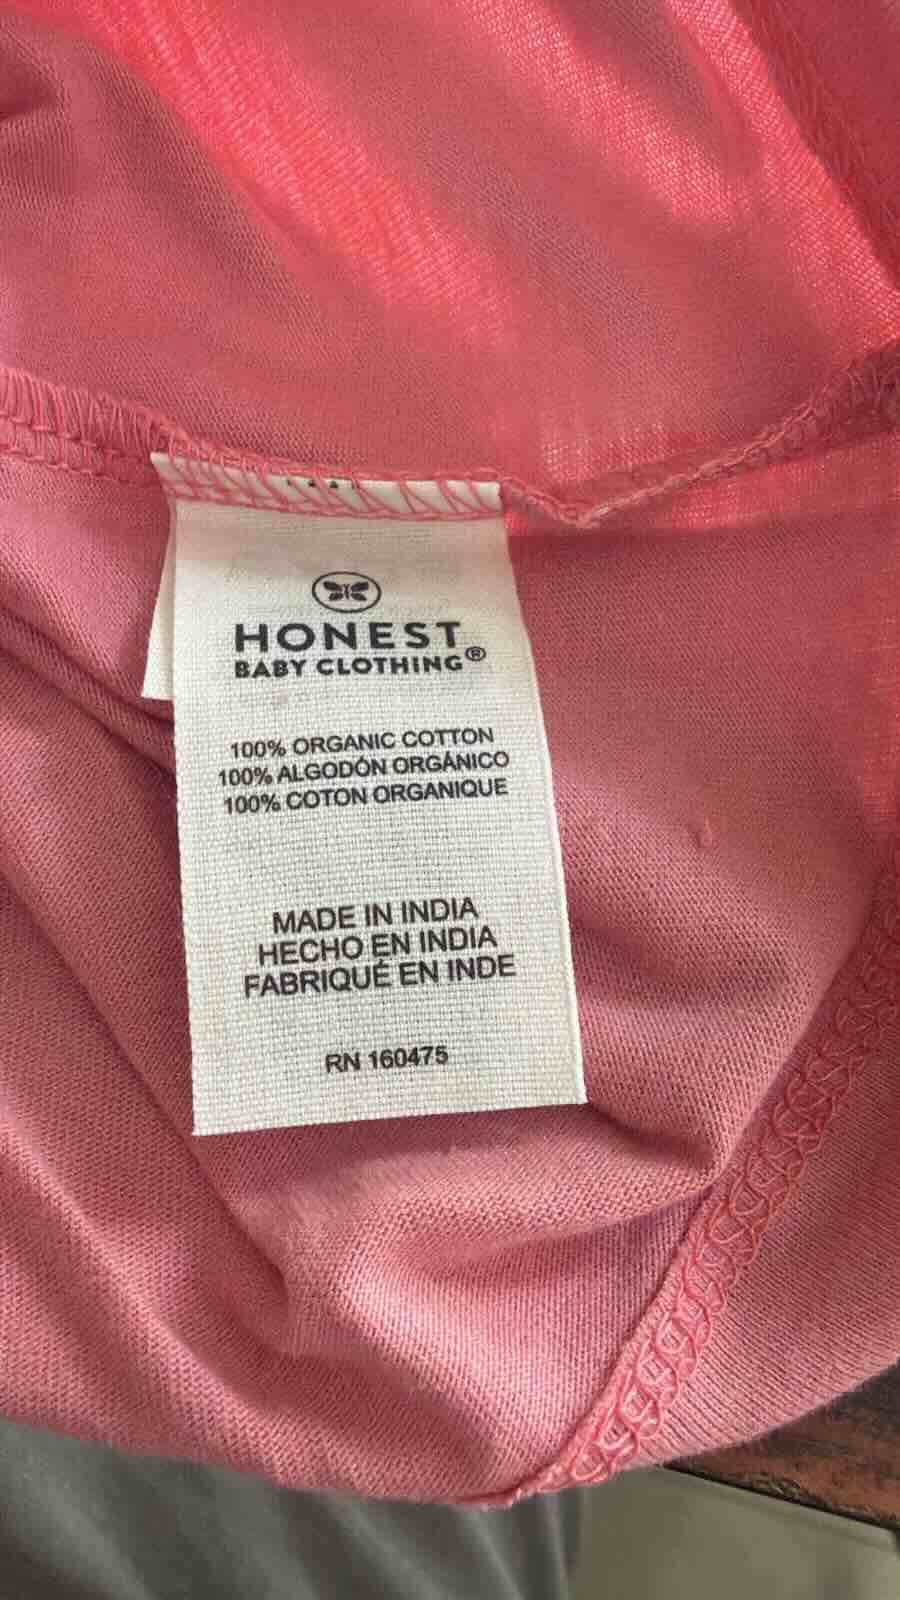 HONEST
BABY CLOTHING®
100% ORGANIC COTTON
100% ALGODÓN ORGÁNICO
100% COTON ORGANIQUE
MADE IN INDIA
HECHO EN INDIA
FABRIQUÉ EN INDE
RN 160475